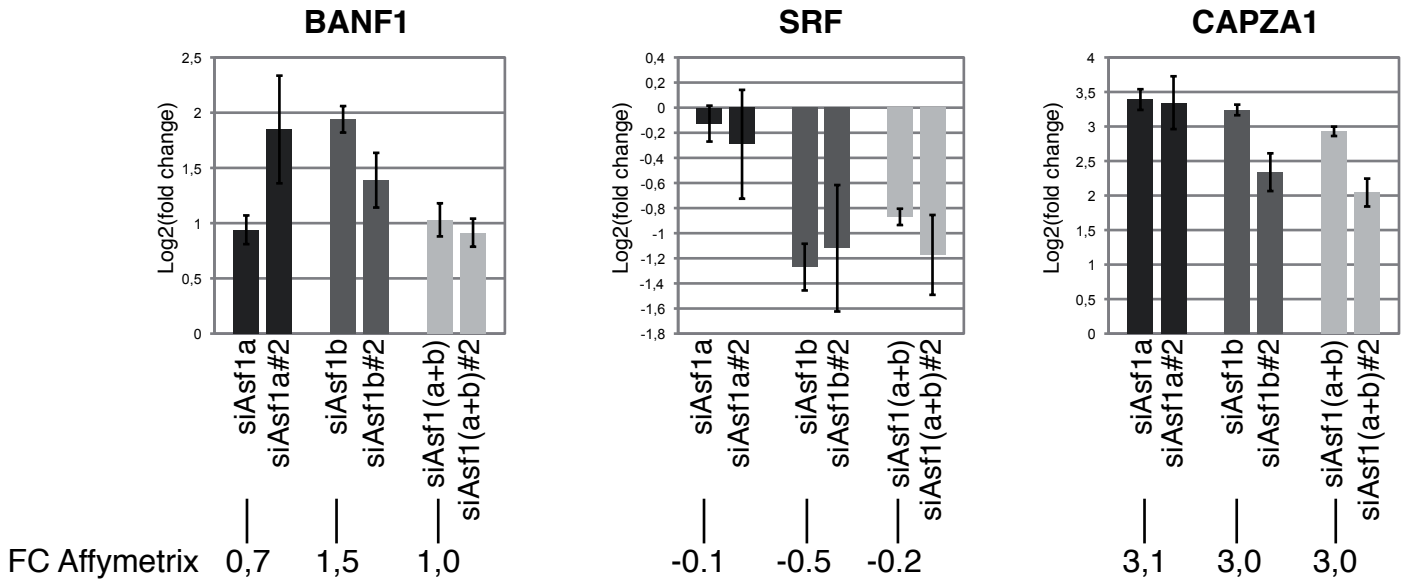 BANF1
Log2(fold change)
2,5
2
1,5
1
0,5
0
siAsf1a
siAsf1a#2
siAsf1b
siAsf1b#2
siAsf1(a+b)
siAsf1(a+b)#2
SRF
Log2(fold change)
0,4
0,2
0
-0,2
-0,4
-0,6
-0,8
-1
-1,2
-1,4
-1,6
-1,8
siAsf1a
siAsf1a#2
siAsf1b
siAsf1b#2
siAsf1(a+b)
siAsf1(a+b)#2
CAPZA1
Log2(fold change)
4
3,5
3
2,5
2
1,5
1
0,5
0
siAsf1a
siAsf1a#2
siAsf1b
siAsf1b#2
siAsf1(a+b)
siAsf1(a+b)#2
FC Affymetrix 0,7 1,5 1,0 -0.1 -0.5 -0.2 3,1 3,0 3,0